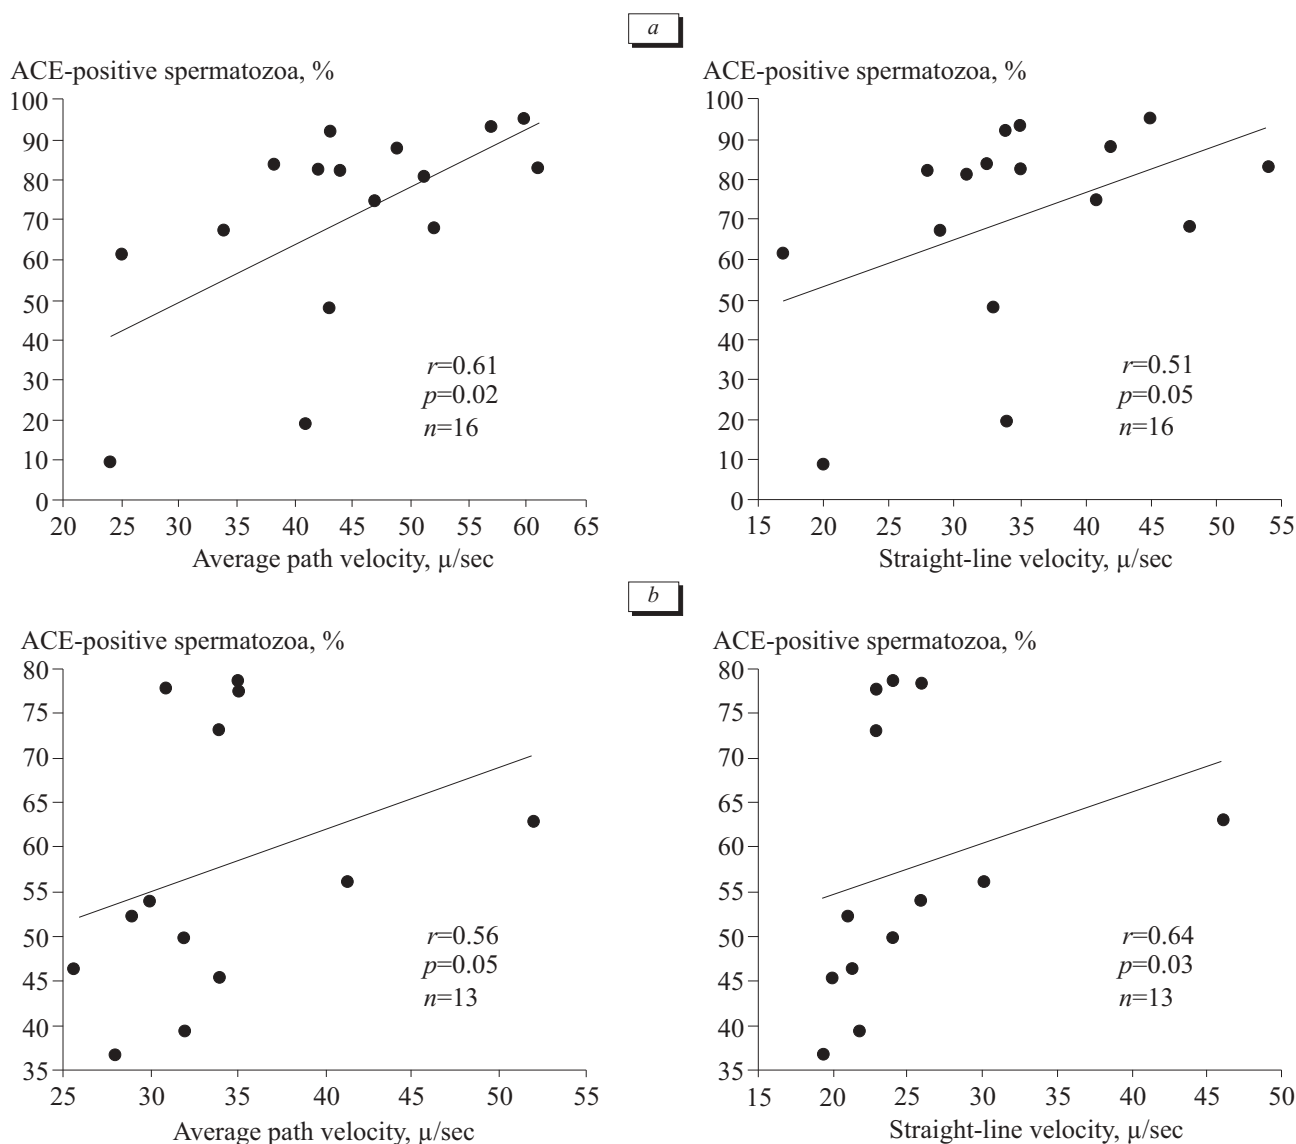 a
ACE-positive spermatozoa, %
100
90
80
70
60
50
40
30
20
10
0
20 25 30 35 40 45 50 55 60 65
Average path velocity, µ/sec
r=0.61
p=0.02
n=16
ACE-positive spermatozoa, %
100
90
80
70
60
50
40
30
20
10
0
15 20 25 30 35 40 45 50 55
Straight-line velocity, µ/sec
r=0.51
p=0.05
n=16
b
ACE-positive spermatozoa, %
80
75
70
65
60
55
50
45
40
35
25 30 35 40 45 50 55
Average path velocity, µ/sec
r=0.56
p=0.05
n=13
ACE-positive spermatozoa, %
80
75
70
65
60
55
50
45
40
35
15 20 25 30 35 40 45 50
Straight-line velocity, µ/sec
r=0.64
p=0.03
n=13